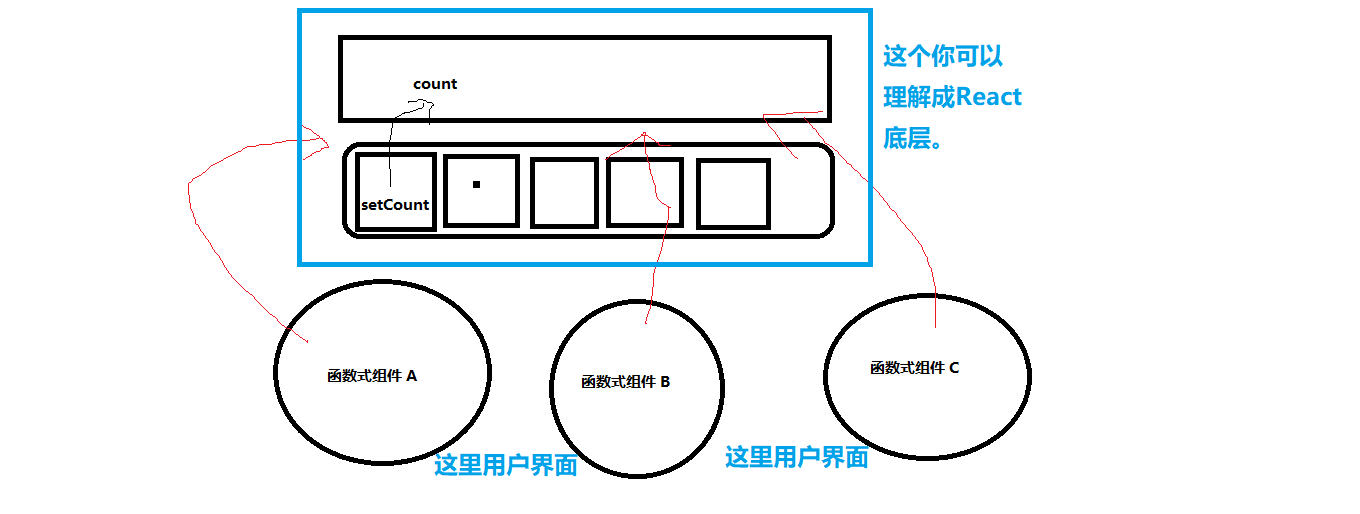 这个你可以
理解成React
底层。
count
setCount
函数式组件 A
函数式组件 B
函数式组件 C
这里用户界面
这里用户界面